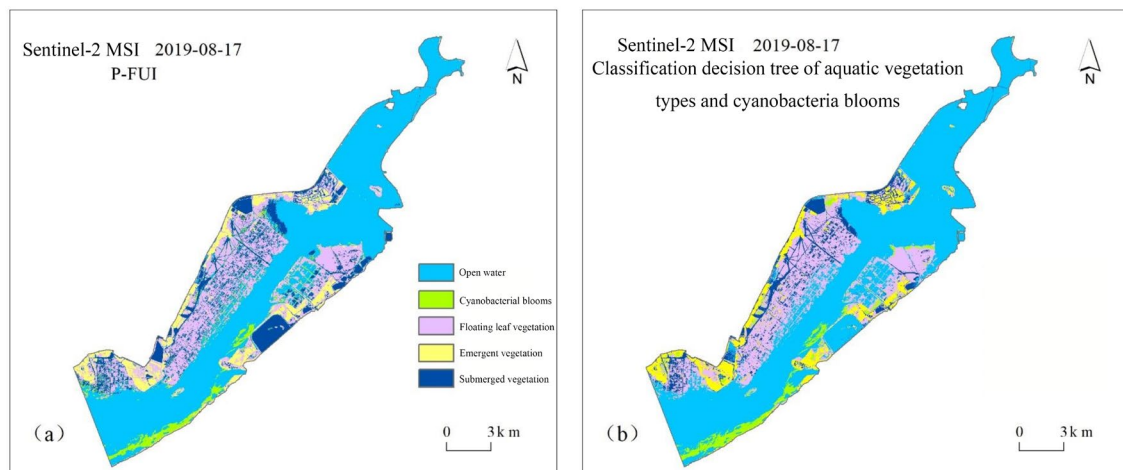 Sentinel-2 MSI 2019-08-17
P-FUI
N
Open water
Cyanobacterial blooms
Floating leaf vegetation
Emergent vegetation
Submerged vegetation
(a)
0 3 km
Sentinel-2 MSI 2019-08-17
Classification decision tree of aquatic vegetation
types and cyanobacteria blooms
N
(b)
0 3 km